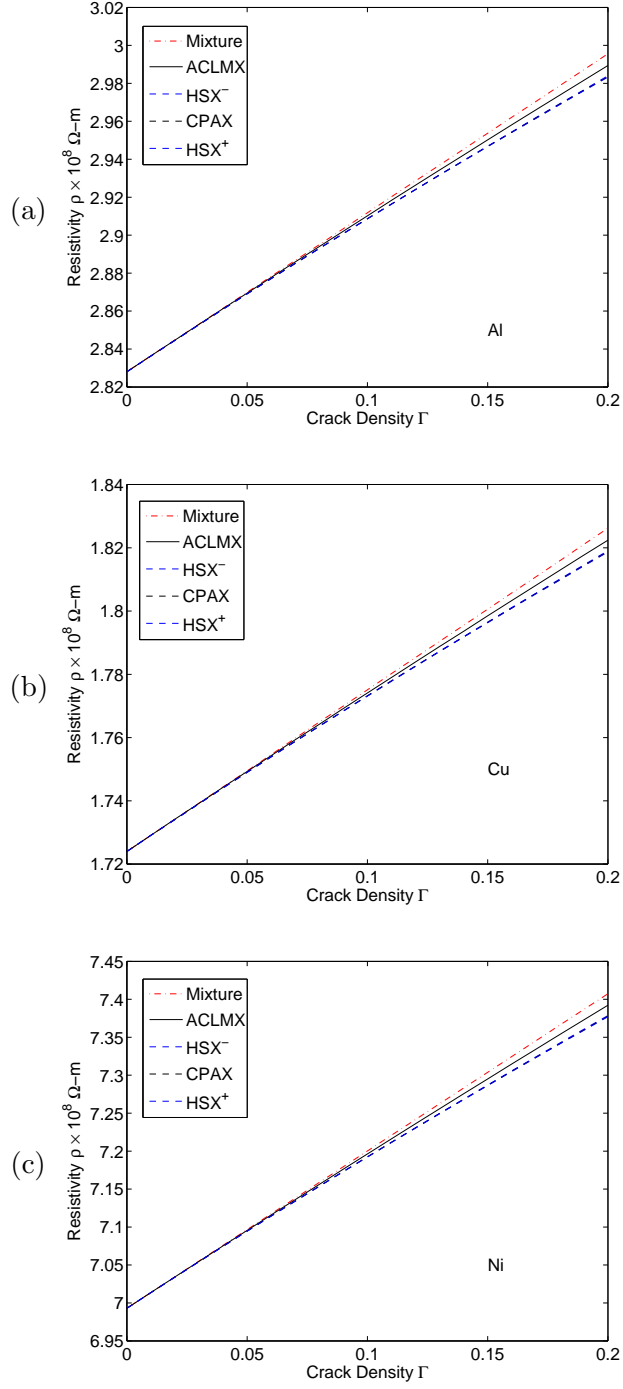 (a)
Resistivity ρ × 10⁸ Ω−m
3.02
3
2.98
2.96
2.94
2.92
2.9
2.88
2.86
2.84
2.82
Mixture
ACLMX
HSX⁻
CPAX
HSX⁺
Al
0 0.05 0.1 0.15 0.2
Crack Density Γ
(b)
Resistivity ρ × 10⁸ Ω−m
1.84
1.82
1.8
1.78
1.76
1.74
1.72
Mixture
ACLMX
HSX⁻
CPAX
HSX⁺
Cu
0 0.05 0.1 0.15 0.2
Crack Density Γ
(c)
Resistivity ρ × 10⁸ Ω−m
7.45
7.4
7.35
7.3
7.25
7.2
7.15
7.1
7.05
7
6.95
Mixture
ACLMX
HSX⁻
CPAX
HSX⁺
Ni
0 0.05 0.1 0.15 0.2
Crack Density Γ